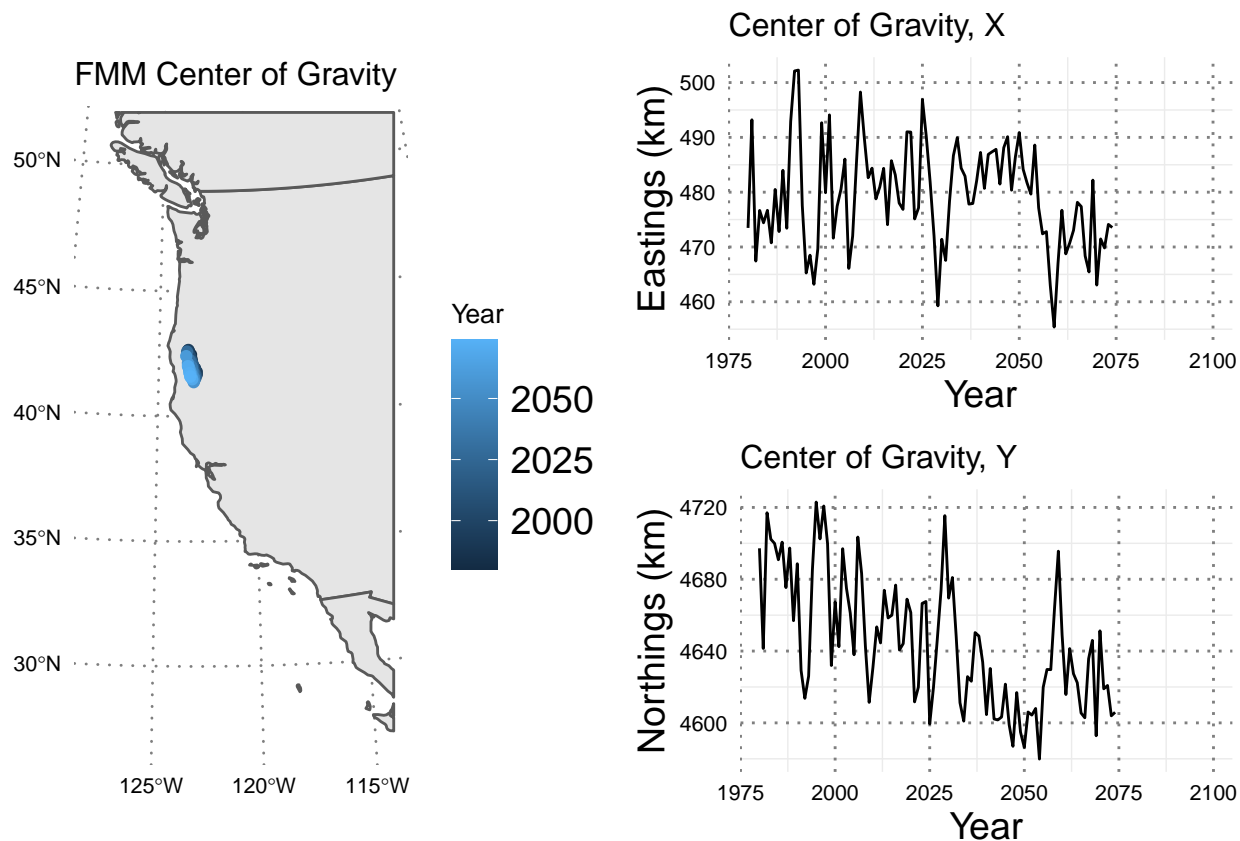 FMM Center of Gravity
50°N
45°N
40°N
35°N
30°N
125°W
120°W
115°W
Year
2050
2025
2000
Center of Gravity, X
Eastings (km)
500
490
480
470
460
1975
2000
2025
2050
2075
2100
Year
Center of Gravity, Y
Northings (km)
4720
4680
4640
4600
1975
2000
2025
2050
2075
2100
Year